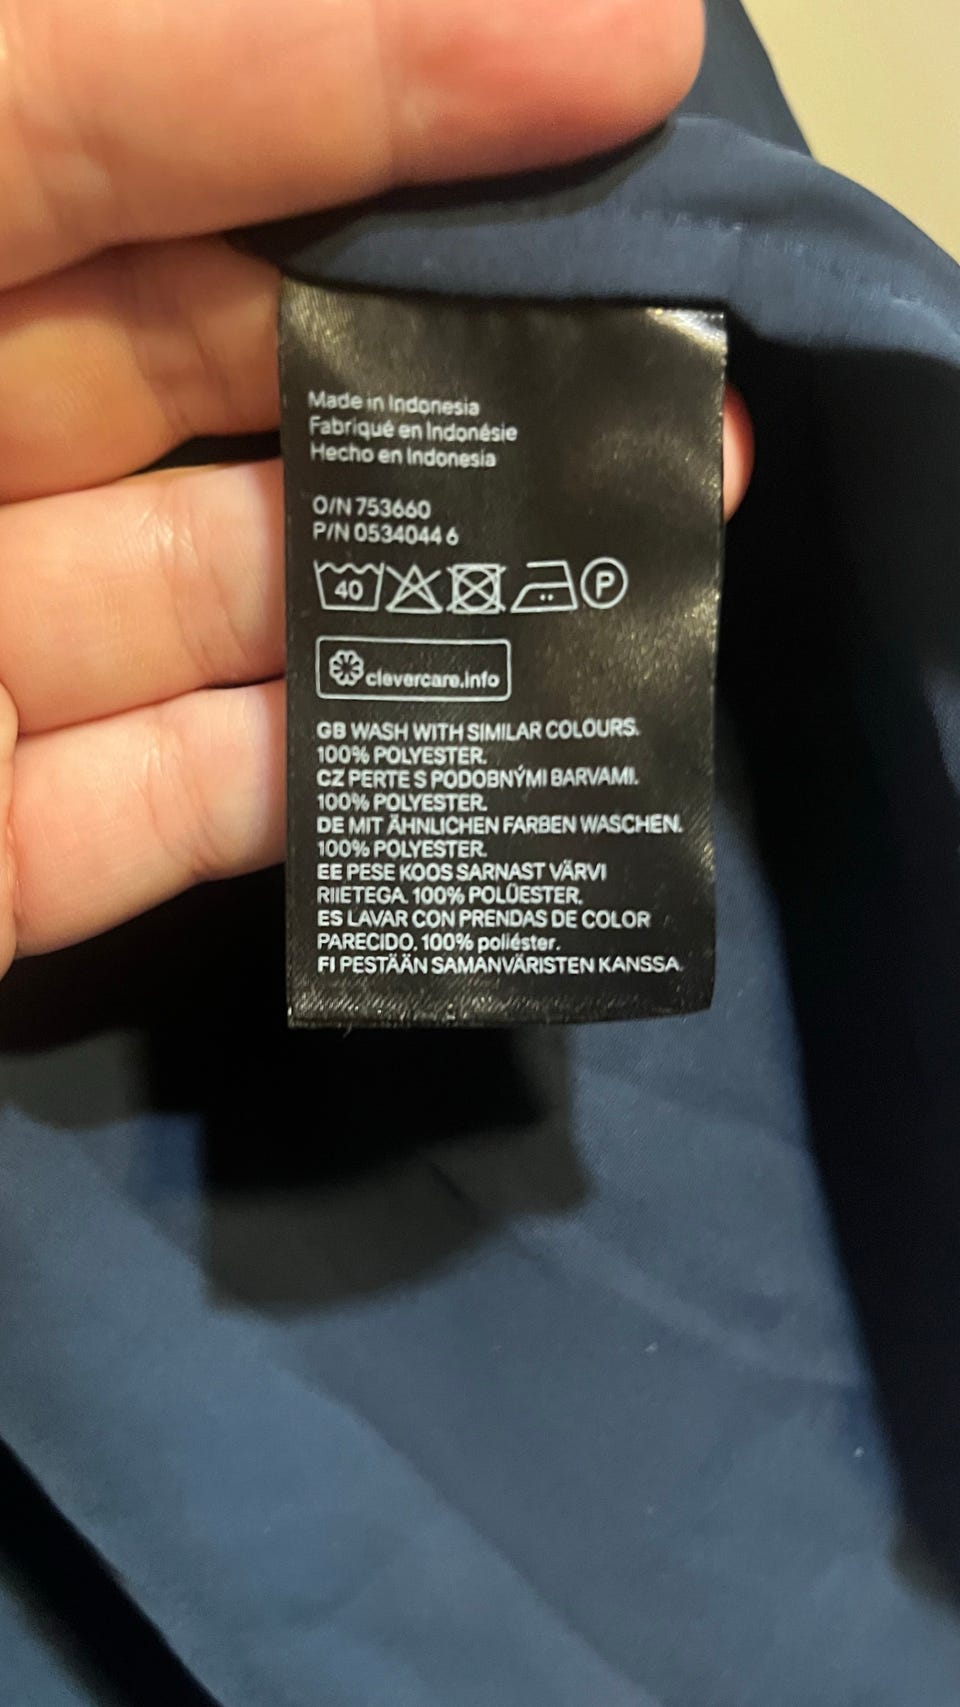 Made in Indonesia
Fabriqué en Indonésie
Hecho en Indonesia
O/N 753660
P/N 0534044 6
40 P
clevercare.info
GB WASH WITH SIMILAR COLOURS.
100% POLYESTER.
CZ PERTE S PODOBNÝMI BARVAMI.
100% POLYESTER.
DE MIT ÄHNLICHEN FARBEN WASCHEN.
100% POLYESTER.
EE PESE KOOS SARNAST VÄRVI
RIIETEGA. 100% POLÜESTER.
ES LAVAR CON PRENDAS DE COLOR
PARECIDO. 100% poliéster.
FI PESTÄÄN SAMANVÄRISTEN KANSSA.